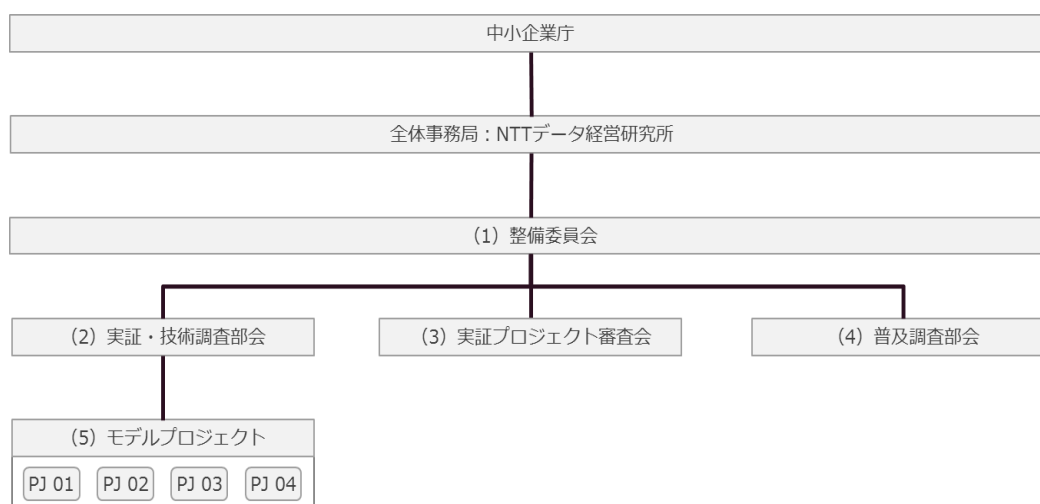 中小企業庁
全体事務局：NTTデータ経営研究所
（1）整備委員会
（2）実証・技術調査部会
（3）実証プロジェクト審査会
（4）普及調査部会
（5）モデルプロジェクト
PJ 01
PJ 02
PJ 03
PJ 04